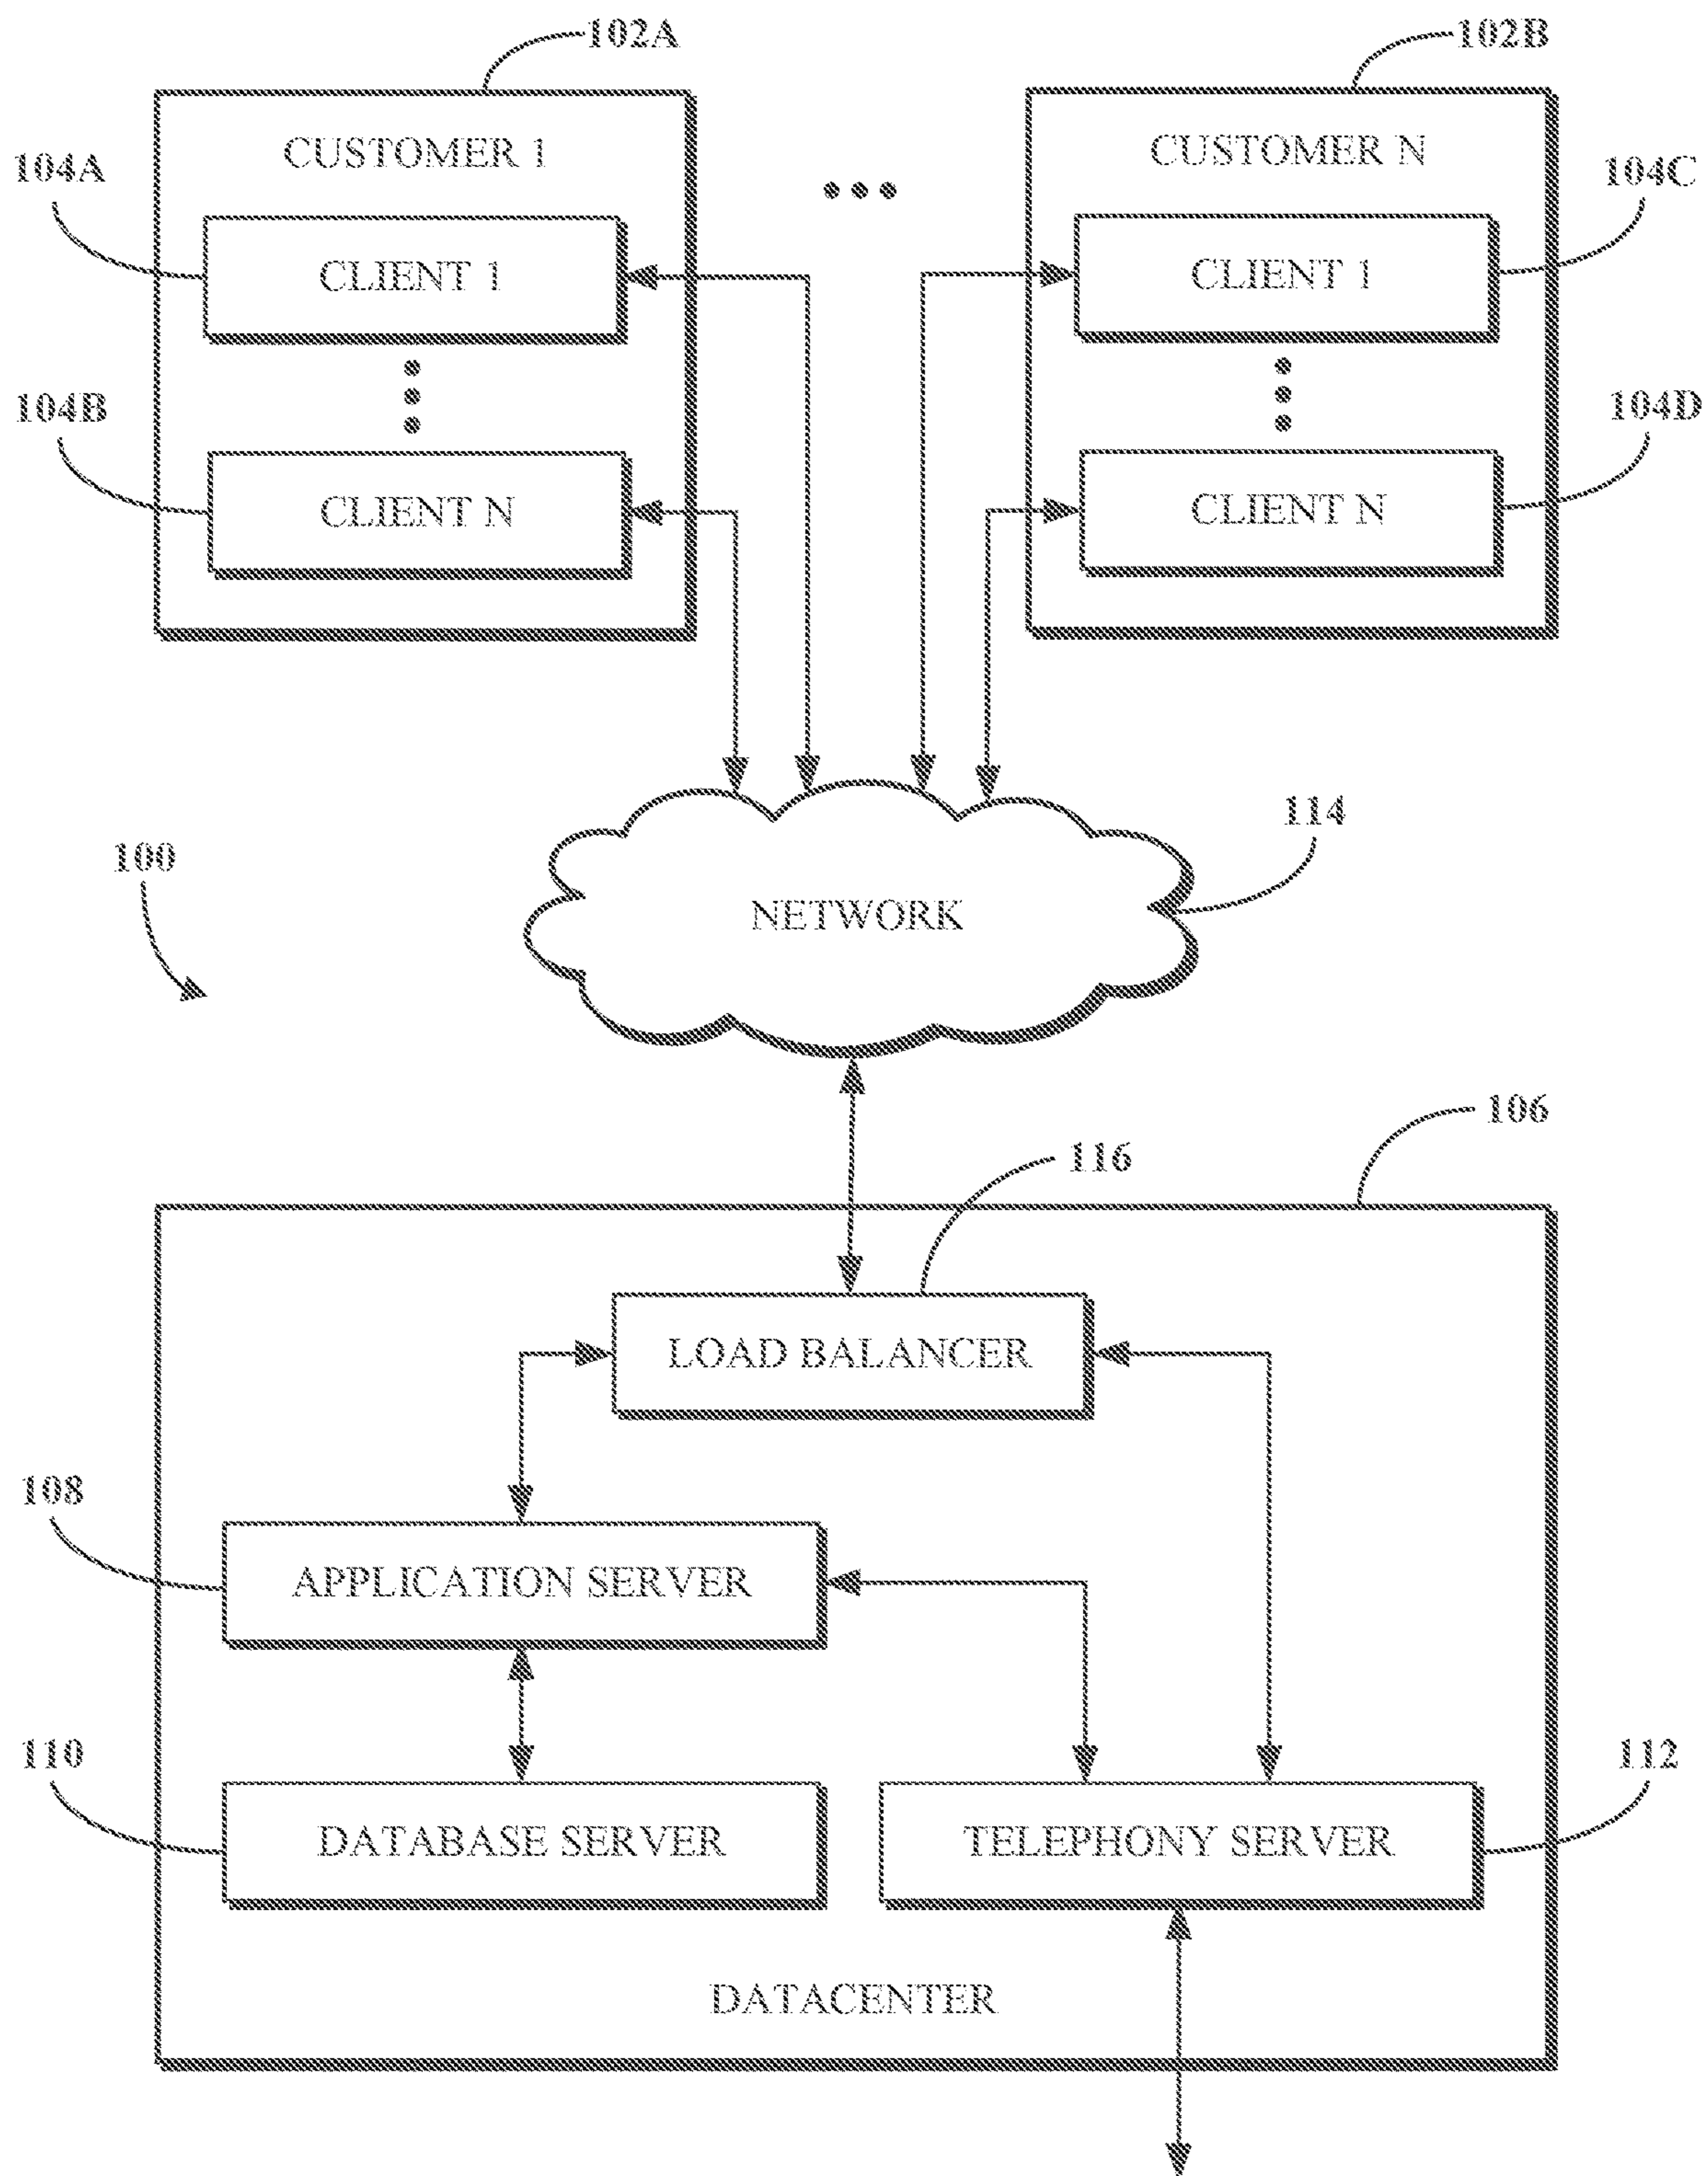 102A
102B
CUSTOMER 1
CUSTOMER N
104A
104C
CLIENT 1
CLIENT 1
104B
104D
CLIENT N
CLIENT N
114
100
NETWORK
106
116
LOAD BALANCER
108
APPLICATION SERVER
110
112
DATABASE SERVER
TELEPHONY SERVER
DATACENTER